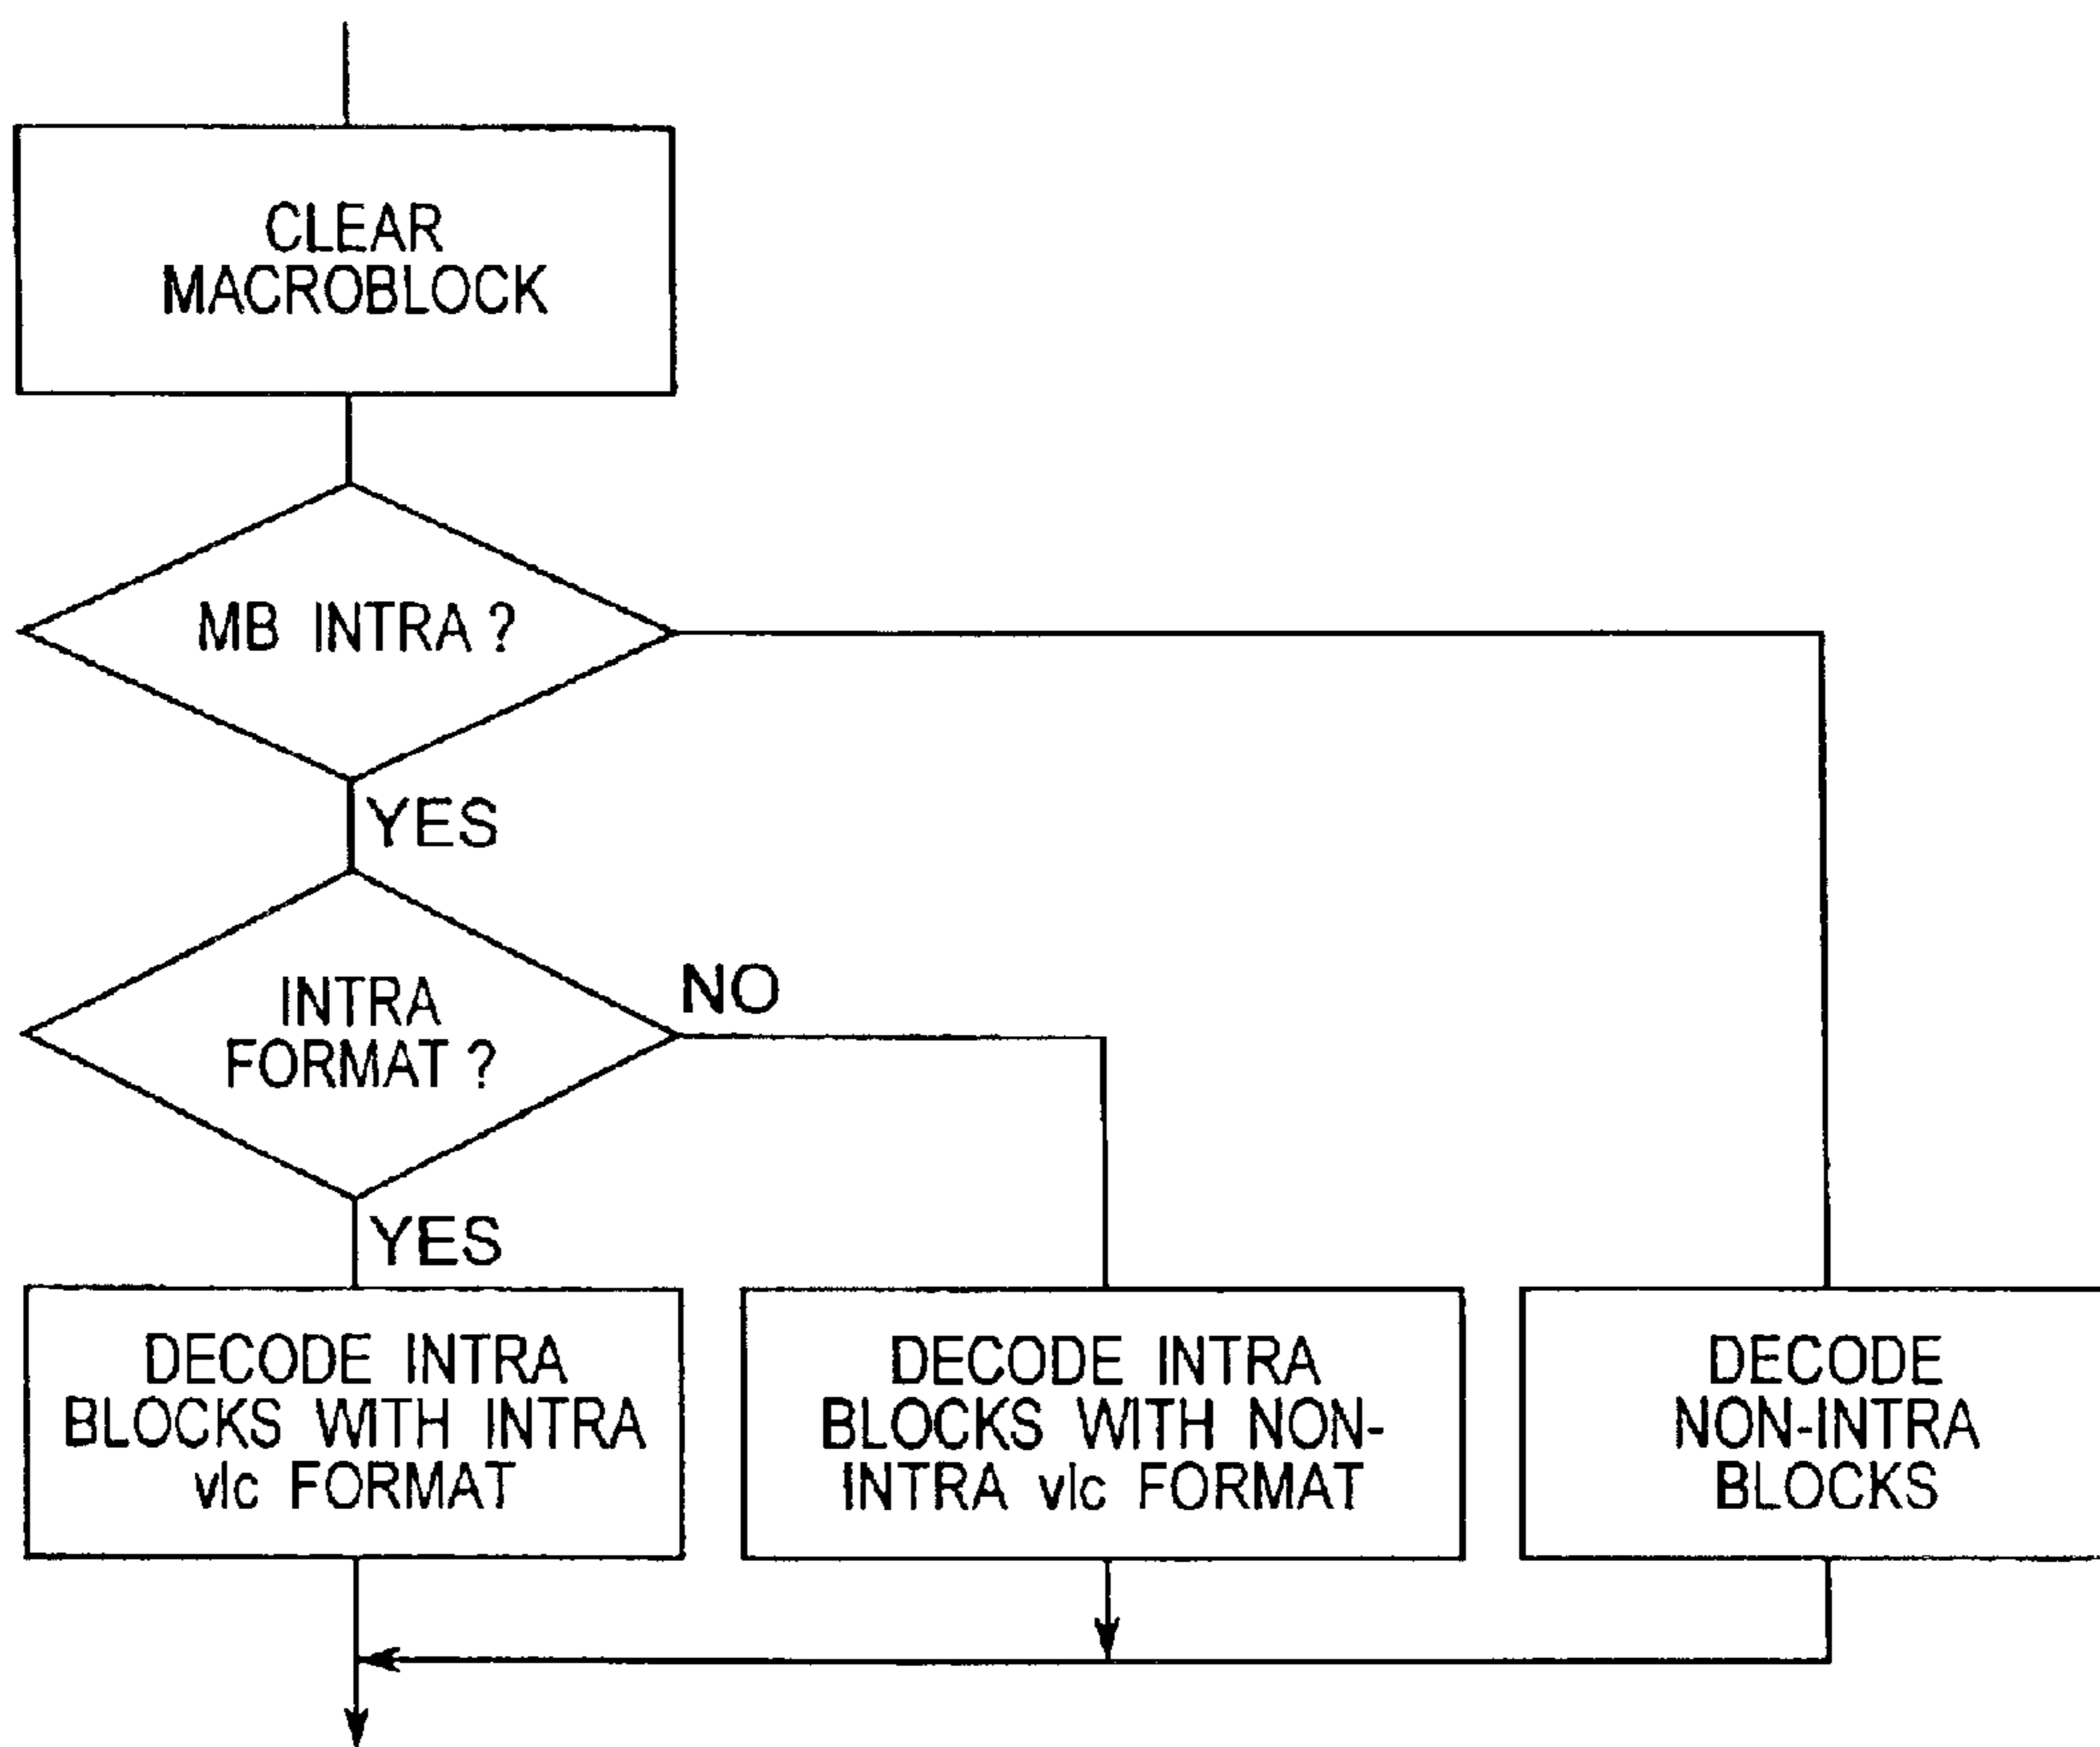 CLEAR
MACROBLOCK
MB INTRA ?
YES
INTRA
FORMAT ?
NO
YES
DECODE INTRA
BLOCKS WITH INTRA
vlc FORMAT
DECODE INTRA
BLOCKS WITH NON-
INTRA vlc FORMAT
DECODE
NON-INTRA
BLOCKS